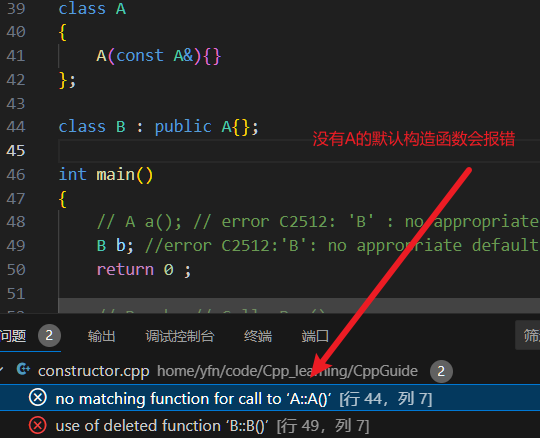 39 class A
40 {
41 A(const A&){}
42 };
43
44 class B : public A{};
45
没有A的默认构造函数会报错
46 int main()
47 {
48 // A a(); // error C2512: 'B' : no appropriate
49 B b; //error C2512:'B': no appropriate default
50 return 0 ;
51
问题 2 输出 调试控制台 终端 端口 筛
constructor.cpp home/yfn/code/Cpp_learning/CppGuide 2
no matching function for call to ‘A::A()’ [行 44，列 7]
use of deleted function ‘B::B()’ [行 49，列 7]